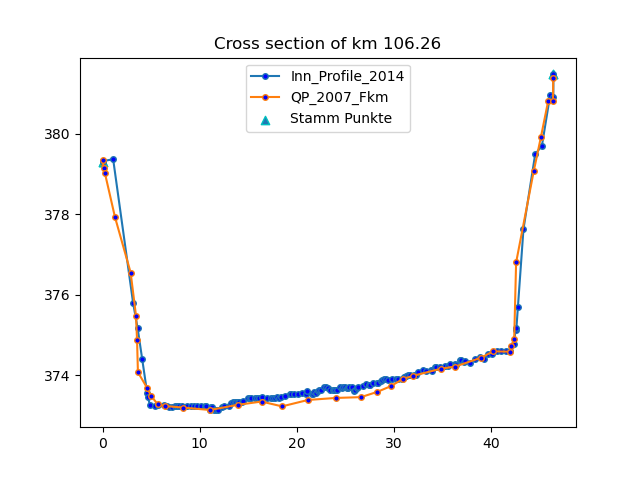 Cross section of km 106.26
Inn_Profile_2014
QP_2007_Fkm
Stamm Punkte
380
378
376
374
0 10 20 30 40